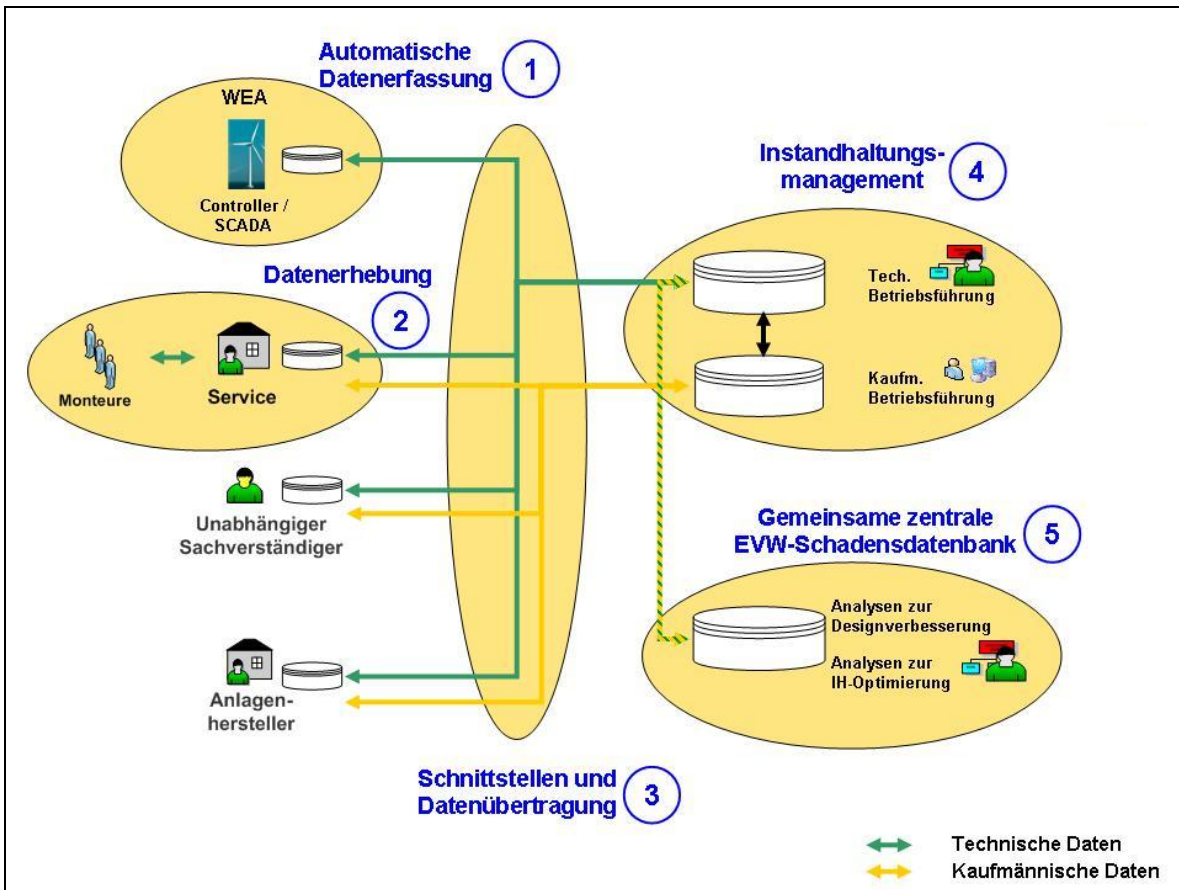 Automatische
Datenerfassung
1
WEA
Controller /
SCADA
Datenerhebung
2
Monteure
Service
Unabhängiger
Sachverständiger
Anlagen-
hersteller
Schnittstellen und
Datenübertragung
3
Instandhaltungs-
management
4
Tech.
Betriebsführung
Kaufm.
Betriebsführung
Gemeinsame zentrale
EVW-Schadensdatenbank
5
Analysen zur
Designverbesserung
Analysen zur
IH-Optimierung
Technische Daten
Kaufmännische Daten